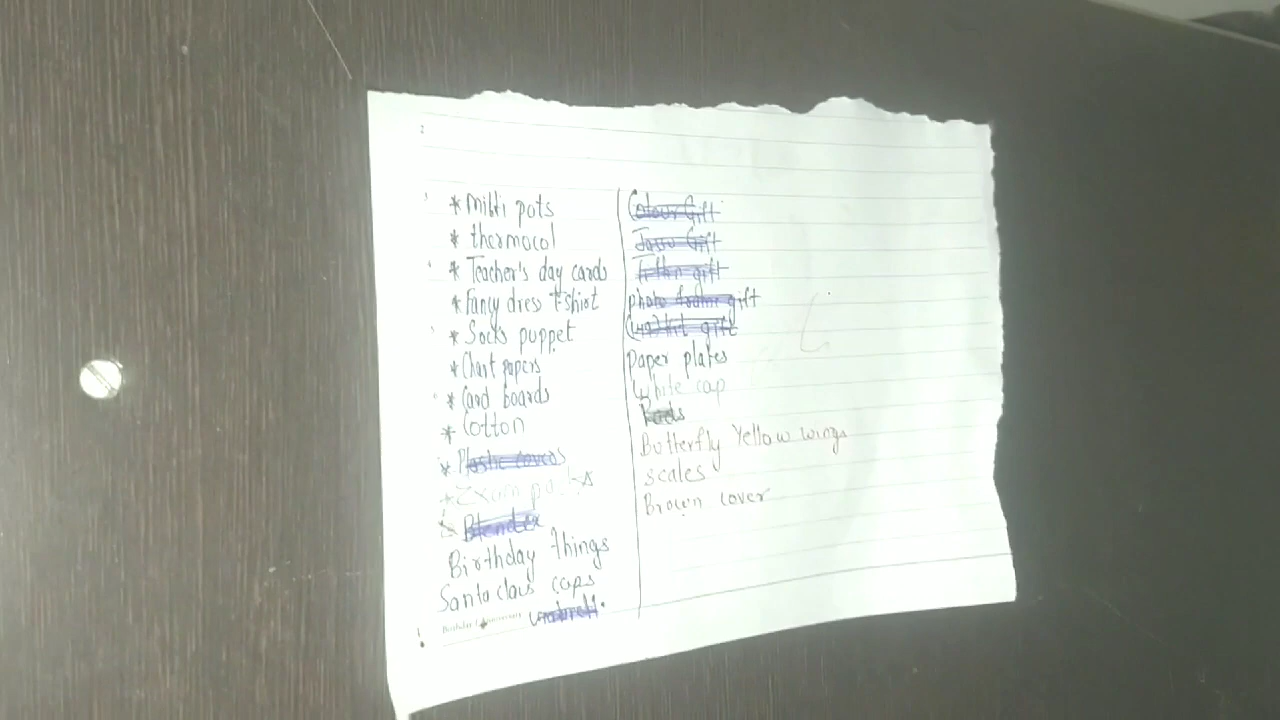 * mitti pots
* thermocol
* Teacher's day cards
* Fancy dress t-shirt
* Socks puppet
* Chart papers
* Card boards
* Cotton
* Plastic covers
* Exam pads
* Blender
Birthday things
Santa claus caps
Colour Gift
gift
photo frame gift
gift
paper plates
White cap
Butterfly Yellow wings
scales
Brown cover